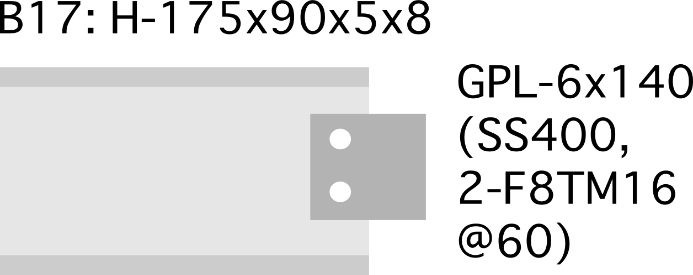 B17: H-175x90x5x8
GPL-6x140
(SS400,
2-F8TM16
@60)